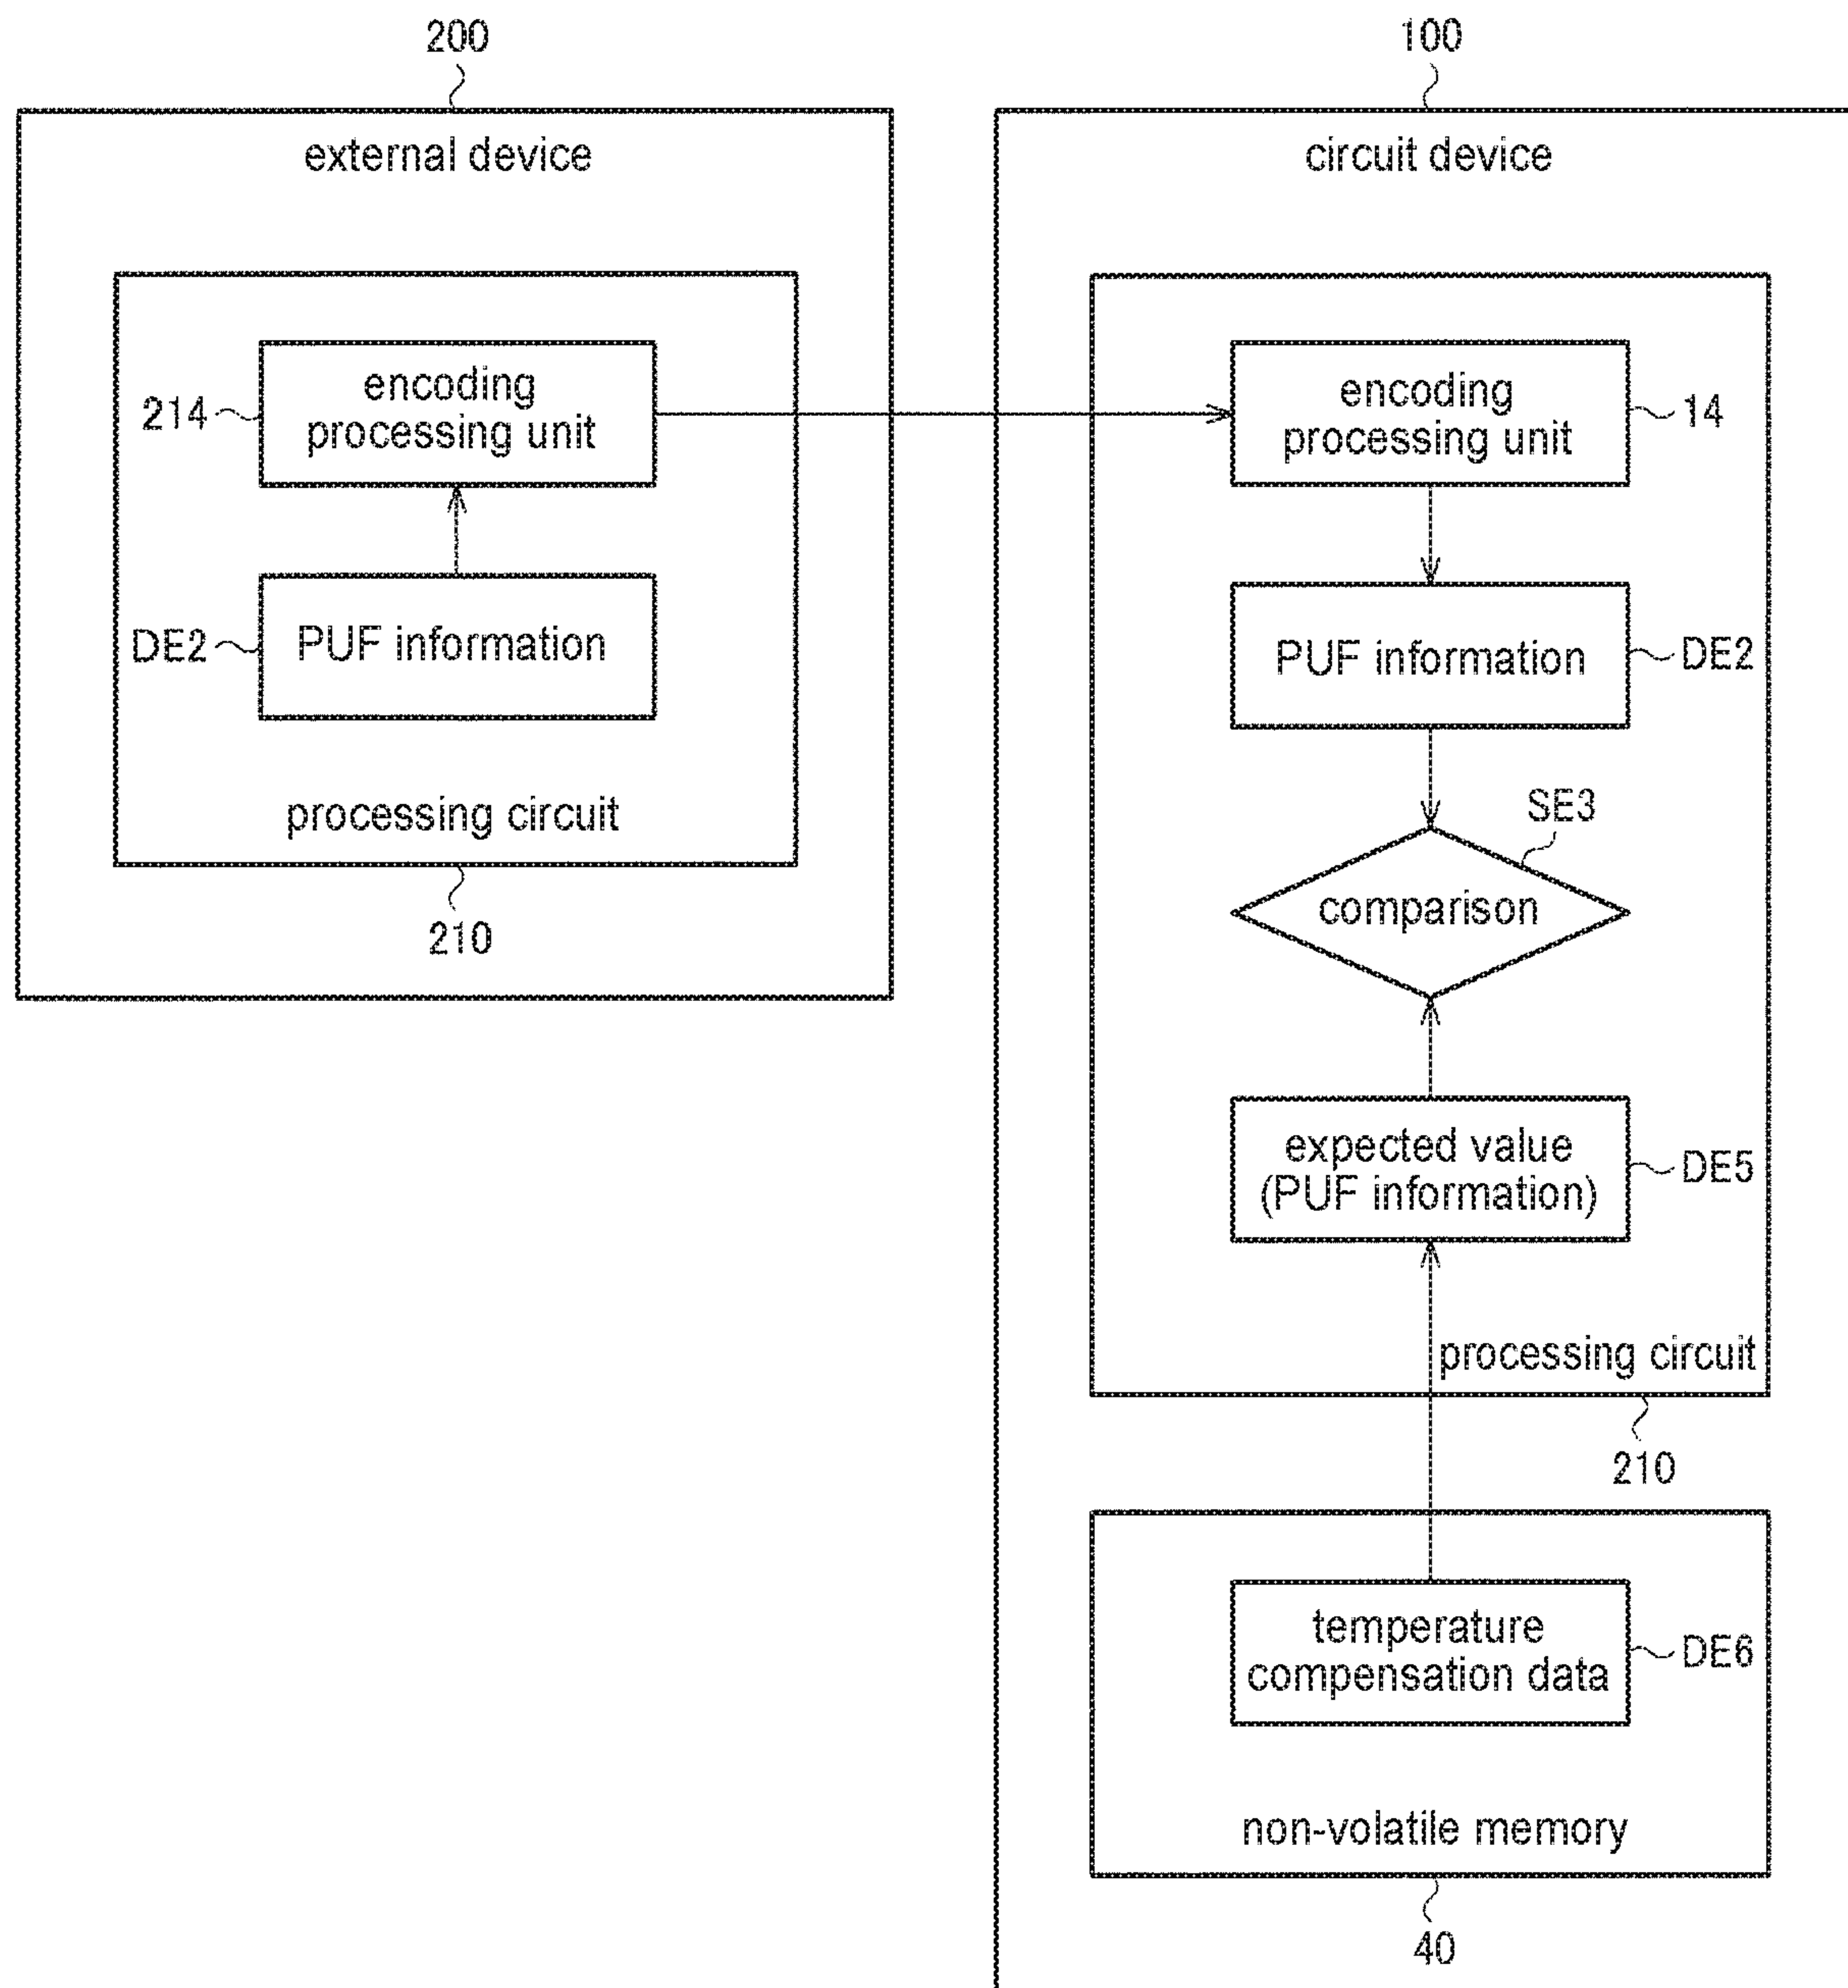 200
external device
encoding
processing unit
214
PUF information
DE2
processing circuit
210
100
circuit device
encoding
processing unit
14
PUF information
DE2
SE3
comparison
expected value
(PUF information)
DE5
processing circuit
210
temperature
compensation data
DE6
non-volatile memory
40